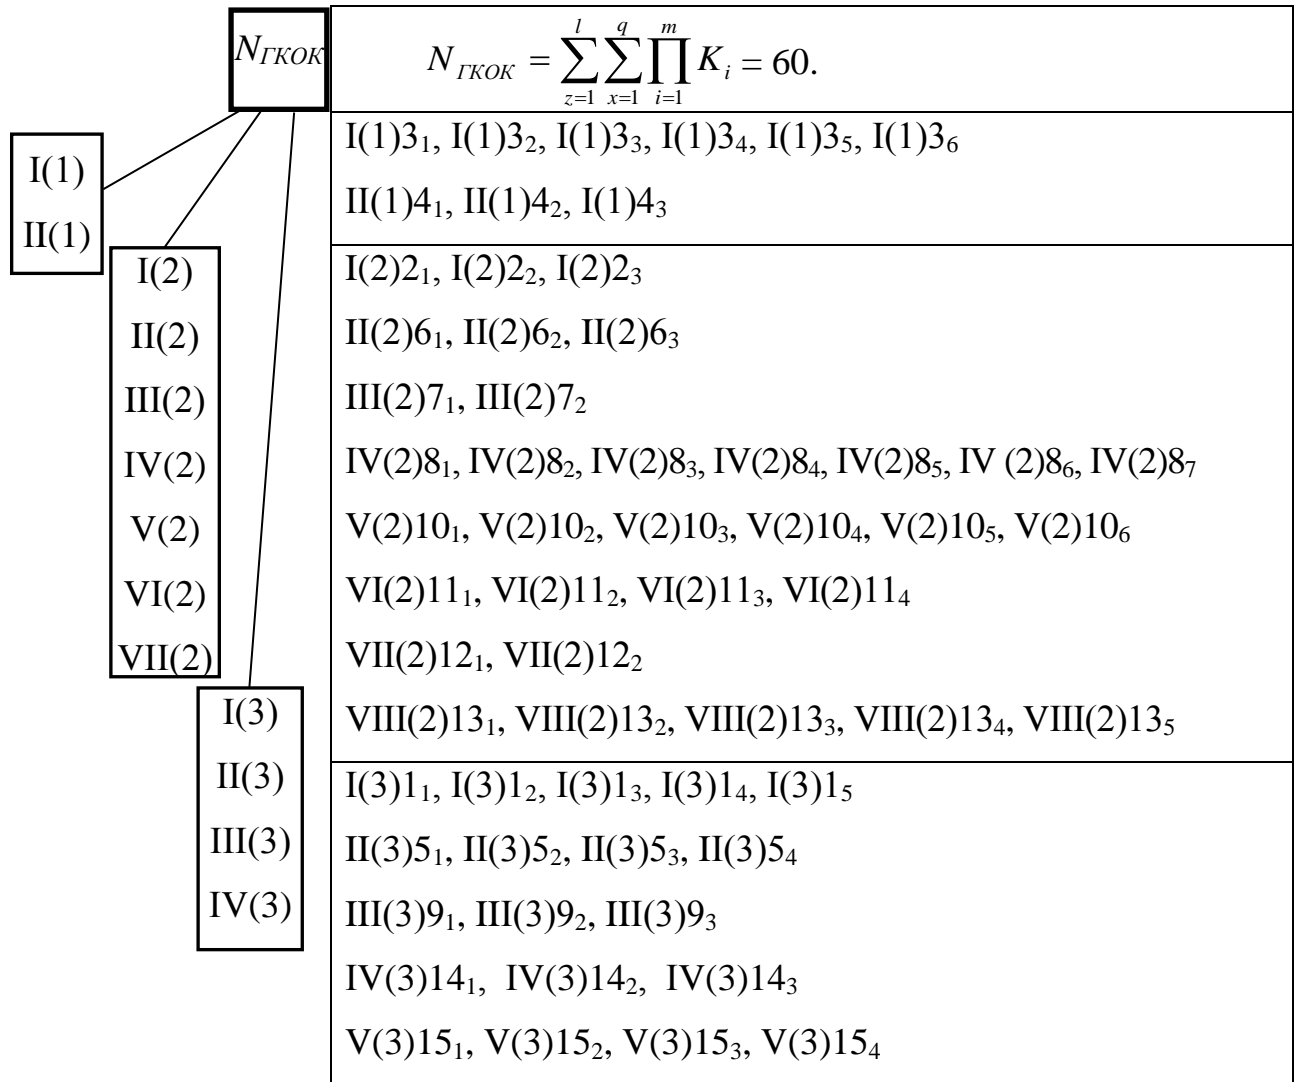 N_ГКОК
N_ГКОК = \sum_{z=1}^{l} \sum_{x=1}^{q} \prod_{i=1}^{m} K_i = 60.
I(1)
II(1)
I(1)3₁, I(1)3₂, I(1)3₃, I(1)3₄, I(1)3₅, I(1)3₆
II(1)4₁, II(1)4₂, I(1)4₃
I(2)
II(2)
III(2)
IV(2)
V(2)
VI(2)
VII(2)
I(2)2₁, I(2)2₂, I(2)2₃
II(2)6₁, II(2)6₂, II(2)6₃
III(2)7₁, III(2)7₂
IV(2)8₁, IV(2)8₂, IV(2)8₃, IV(2)8₄, IV(2)8₅, IV (2)8₆, IV(2)8₇
V(2)10₁, V(2)10₂, V(2)10₃, V(2)10₄, V(2)10₅, V(2)10₆
VI(2)11₁, VI(2)11₂, VI(2)11₃, VI(2)11₄
VII(2)12₁, VII(2)12₂
VIII(2)13₁, VIII(2)13₂, VIII(2)13₃, VIII(2)13₄, VIII(2)13₅
I(3)
II(3)
III(3)
IV(3)
I(3)1₁, I(3)1₂, I(3)1₃, I(3)1₄, I(3)1₅
II(3)5₁, II(3)5₂, II(3)5₃, II(3)5₄
III(3)9₁, III(3)9₂, III(3)9₃
IV(3)14₁, IV(3)14₂, IV(3)14₃
V(3)15₁, V(3)15₂, V(3)15₃, V(3)15₄